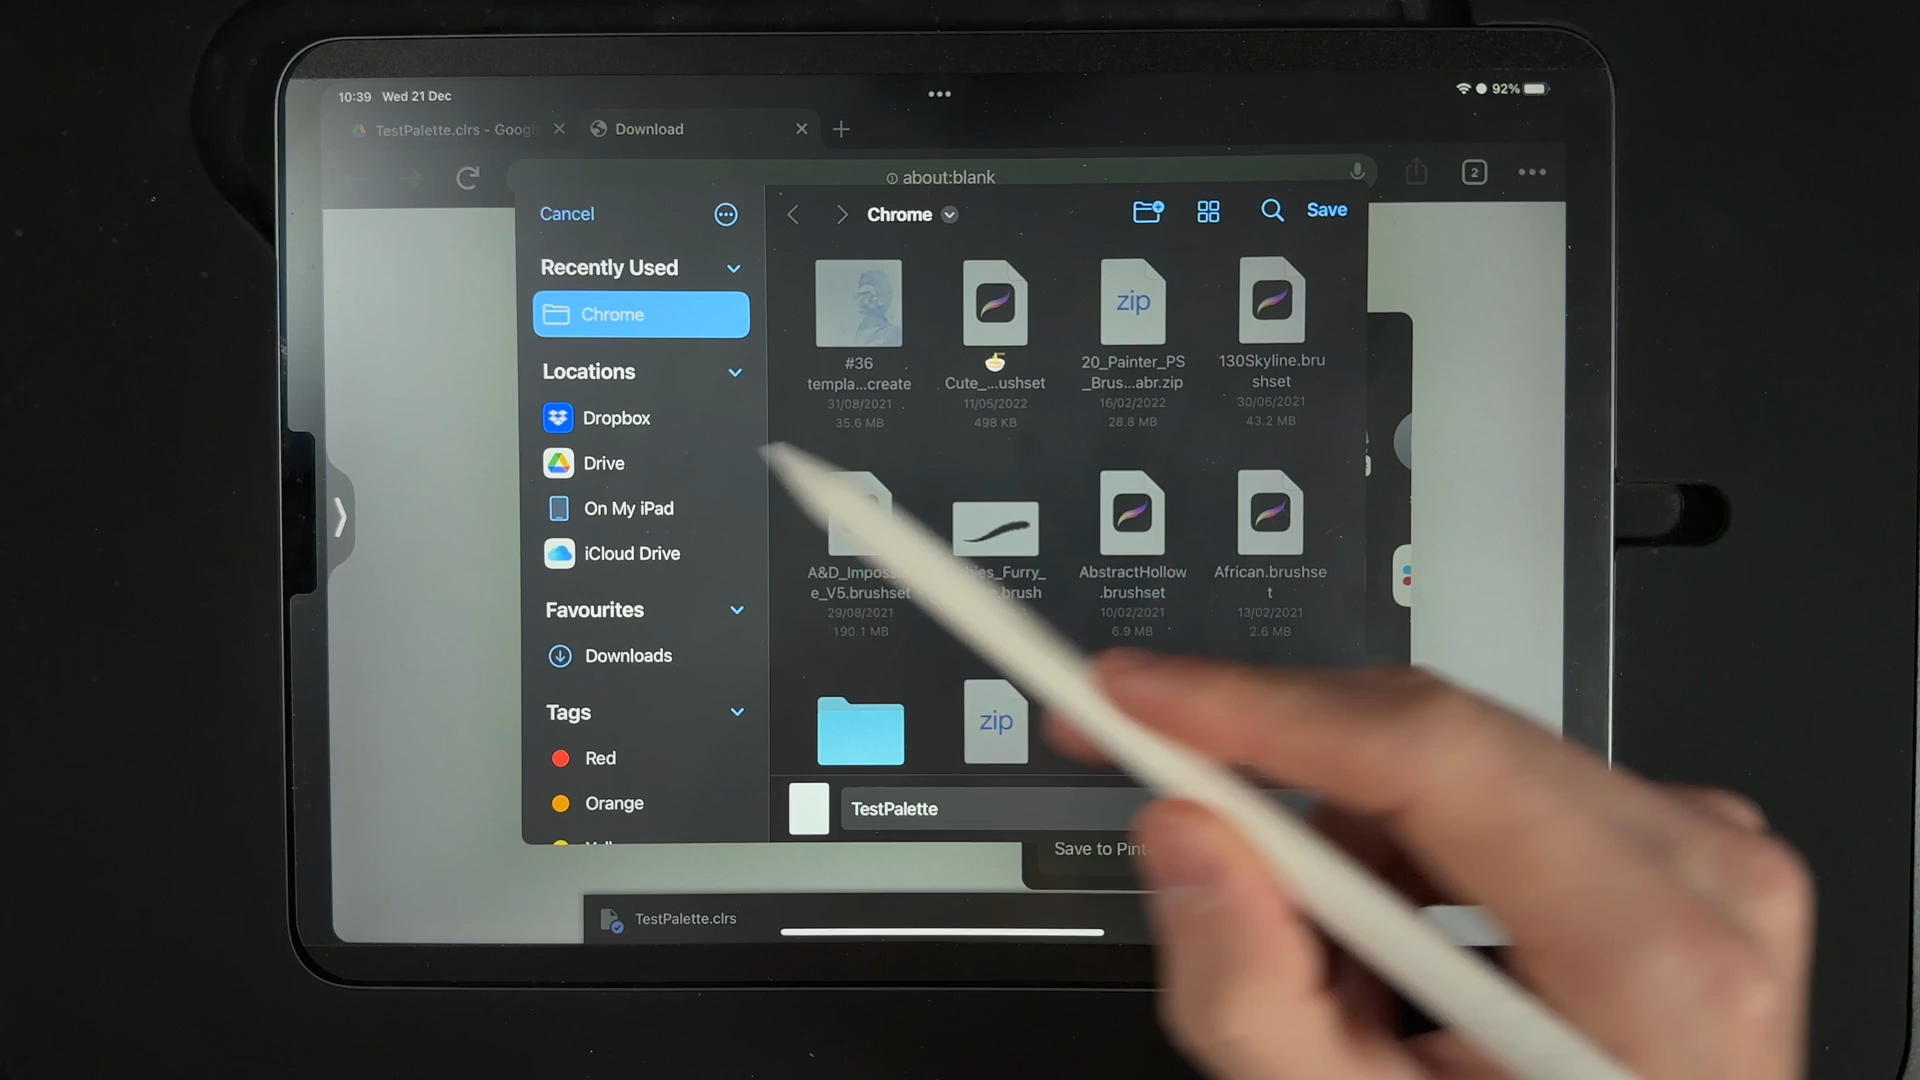 10:39 Wed 21 Dec
92%
TestPalette.clrs - Googl
Download
about:blank
2
Cancel
Chrome
Save
Recently Used
Chrome
Locations
Dropbox
Drive
On My iPad
iCloud Drive
Favourites
Downloads
Tags
Red
Orange
#36
templa...create
31/08/2021
35.6 MB
Cute_...ushset
11/05/2022
498 KB
zip
20_Painter_PS
_Brus...abr.zip
16/02/2022
28.8 MB
130Skyline.bru
shset
30/06/2021
43.2 MB
A&D_Imposs
e_V5.brushset
29/08/2021
190.1 MB
Furry_
.brush
AbstractHollow
.brushset
10/02/2021
6.9 MB
African.brushse
t
13/02/2021
2.6 MB
zip
TestPalette
Save to Pint
TestPalette.clrs